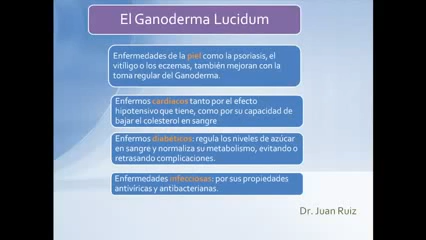 El Ganoderma Lucidum
Enfermedades de la piel como la psoriasis, el
vitíligo o los eczemas, también mejoran con la
toma regular del Ganoderma.
Enfermos cardiacos tanto por el efecto
hipotensivo que tiene, como por su capacidad de
bajar el colesterol en sangre
Enfermos diabéticos: regula los niveles de azúcar
en sangre y normaliza su metabolismo, evitando o
retrasando complicaciones.
Enfermedades infecciosas: por sus propiedades
antivíricas y antibacterianas.
Dr. Juan Ruiz